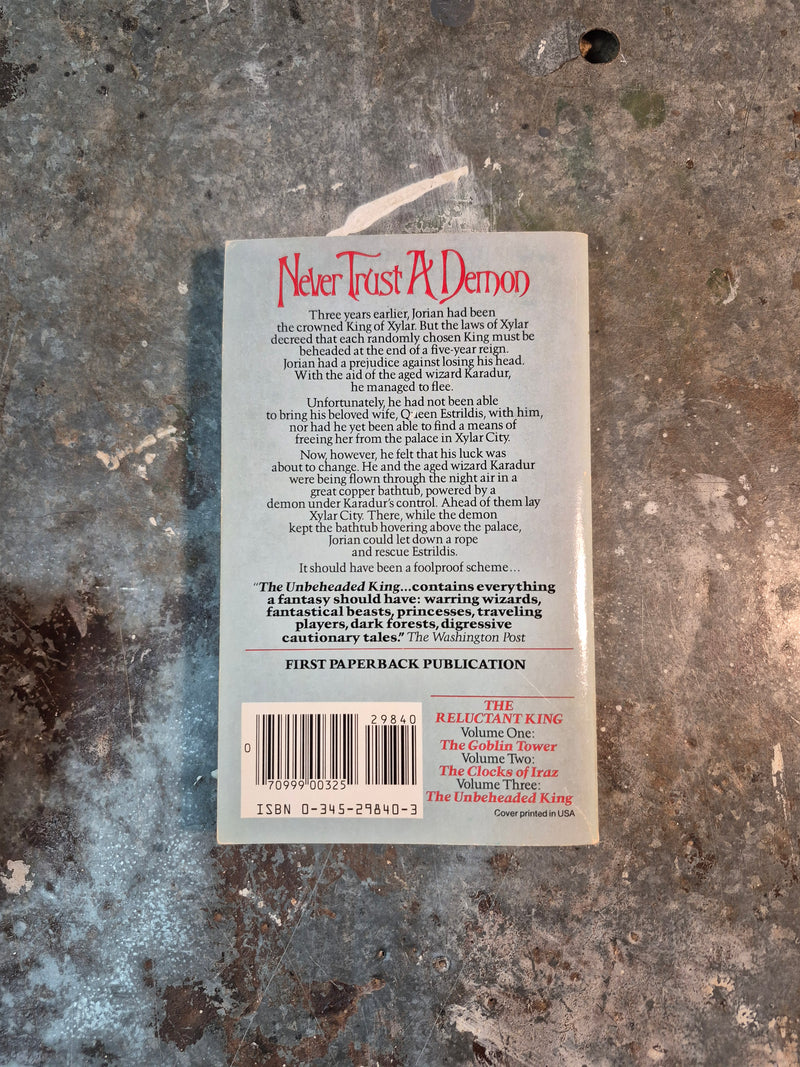 Never Trust A Demon
Three years earlier, Jorian had been
the crowned King of Xylar. But the laws of Xylar
decreed that each randomly chosen King must be
beheaded at the end of a five-year reign.
Jorian had a prejudice against losing his head.
With the aid of the aged wizard Karadur,
he managed to flee.
Unfortunately, he had not been able
to bring his beloved wife, Queen Estrildis, with him,
nor had he yet been able to find a means of
freeing her from the palace in Xylar City.
Now, however, he felt that his luck was
about to change. He and the aged wizard Karadur
were being flown through the night air in a
great copper bathtub, powered by a
demon under Karadur's control. Ahead of them lay
Xylar City. There, while the demon
kept the bathtub hovering above the palace,
Jorian could let down a rope
and rescue Estrildis.
It should have been a foolproof scheme...
"The Unbeheaded King...contains everything
a fantasy should have: warring wizards,
fantastical beasts, princesses, traveling
players, dark forests, digressive
cautionary tales." The Washington Post
FIRST PAPERBACK PUBLICATION
29840
0
70999 00325
ISBN 0-345-29840-3
THE
RELUCTANT KING
Volume One:
The Goblin Tower
Volume Two:
The Clocks of Iraz
Volume Three:
The Unbeheaded King
Cover printed in USA